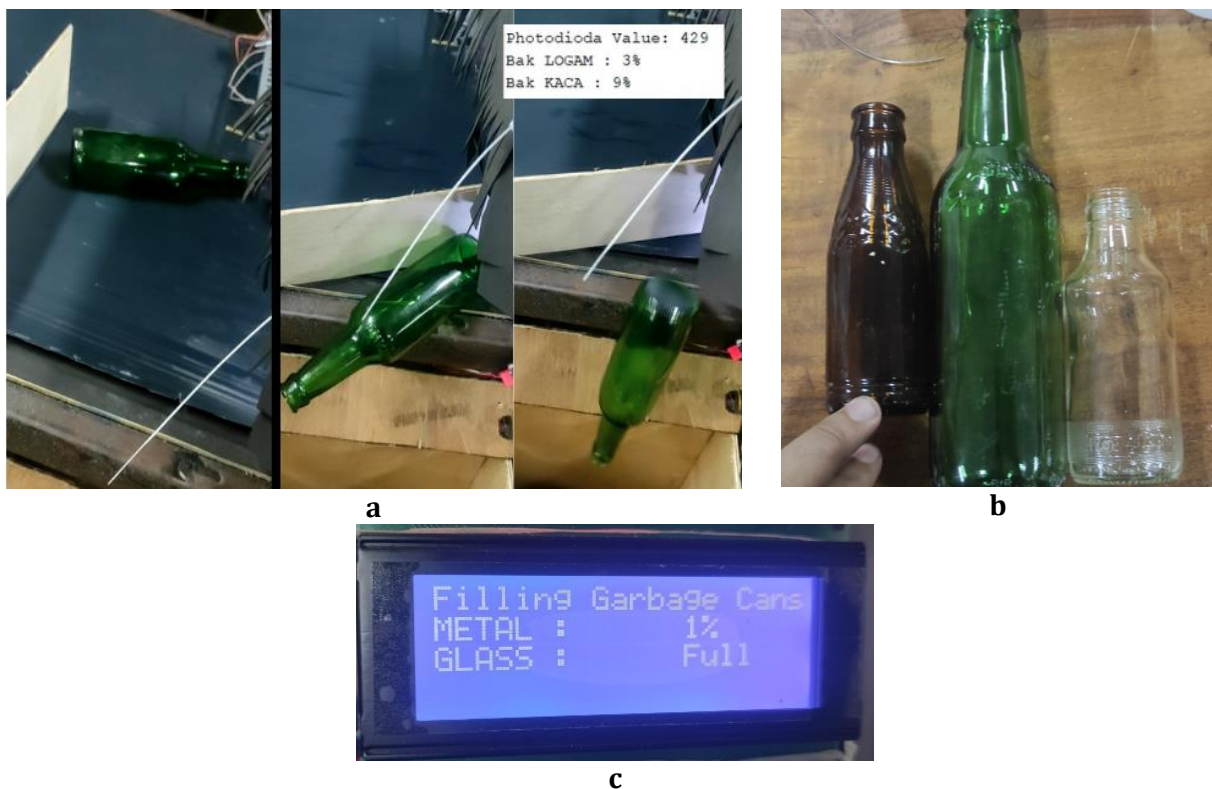 Photodioda Value: 429
Bak LOGAM : 3%
Bak KACA : 9%
a
b
Filling Garbage Cans
METAL : 1%
GLASS : Full
c